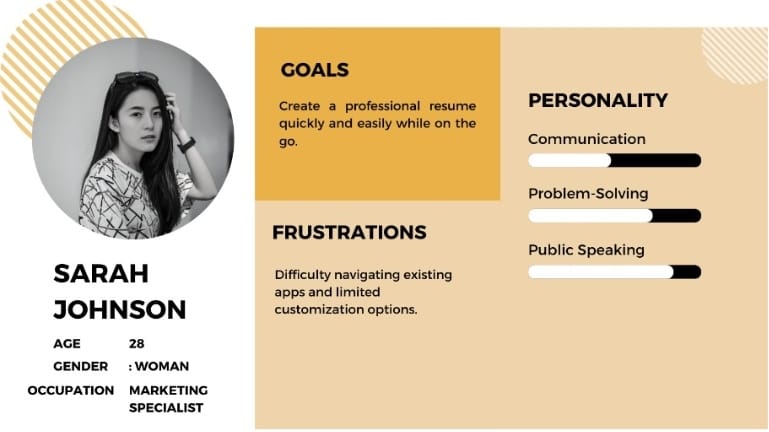 SARAH
JOHNSON
AGE 28
GENDER : WOMAN
OCCUPATION MARKETING
SPECIALIST
GOALS
Create a professional resume
quickly and easily while on the
go.
FRUSTRATIONS
Difficulty navigating existing
apps and limited
customization options.
PERSONALITY
Communication
Problem-Solving
Public Speaking